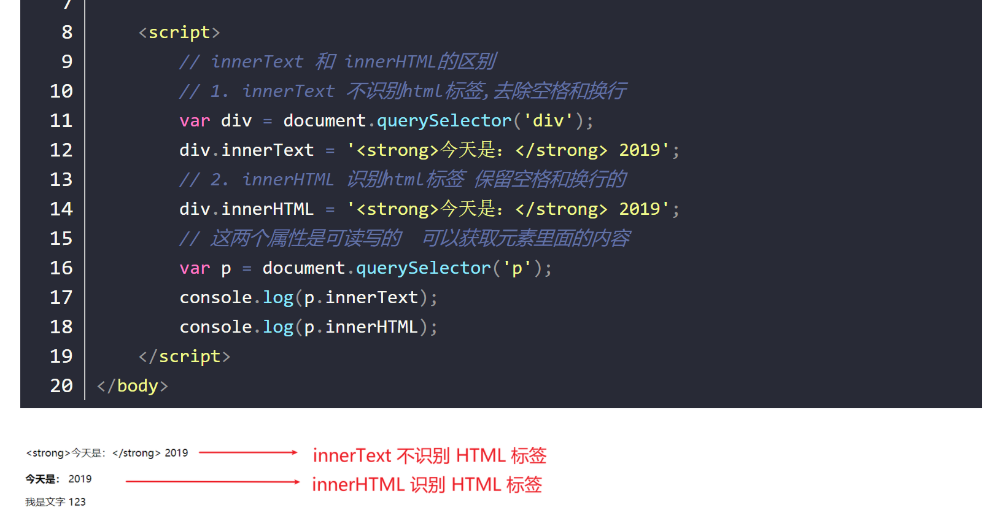 7
8 <script>
9 // innerText 和 innerHTML的区别
10 // 1. innerText 不识别html标签,去除空格和换行
11 var div = document.querySelector('div');
12 div.innerText = '<strong>今天是：</strong> 2019';
13 // 2. innerHTML 识别html标签 保留空格和换行的
14 div.innerHTML = '<strong>今天是：</strong> 2019';
15 // 这两个属性是可读写的  可以获取元素里面的内容
16 var p = document.querySelector('p');
17 console.log(p.innerText);
18 console.log(p.innerHTML);
19 </script>
20 </body>
<strong>今天是：</strong> 2019 innerText 不识别 HTML 标签
今天是： 2019 innerHTML 识别 HTML 标签
我是文字 123